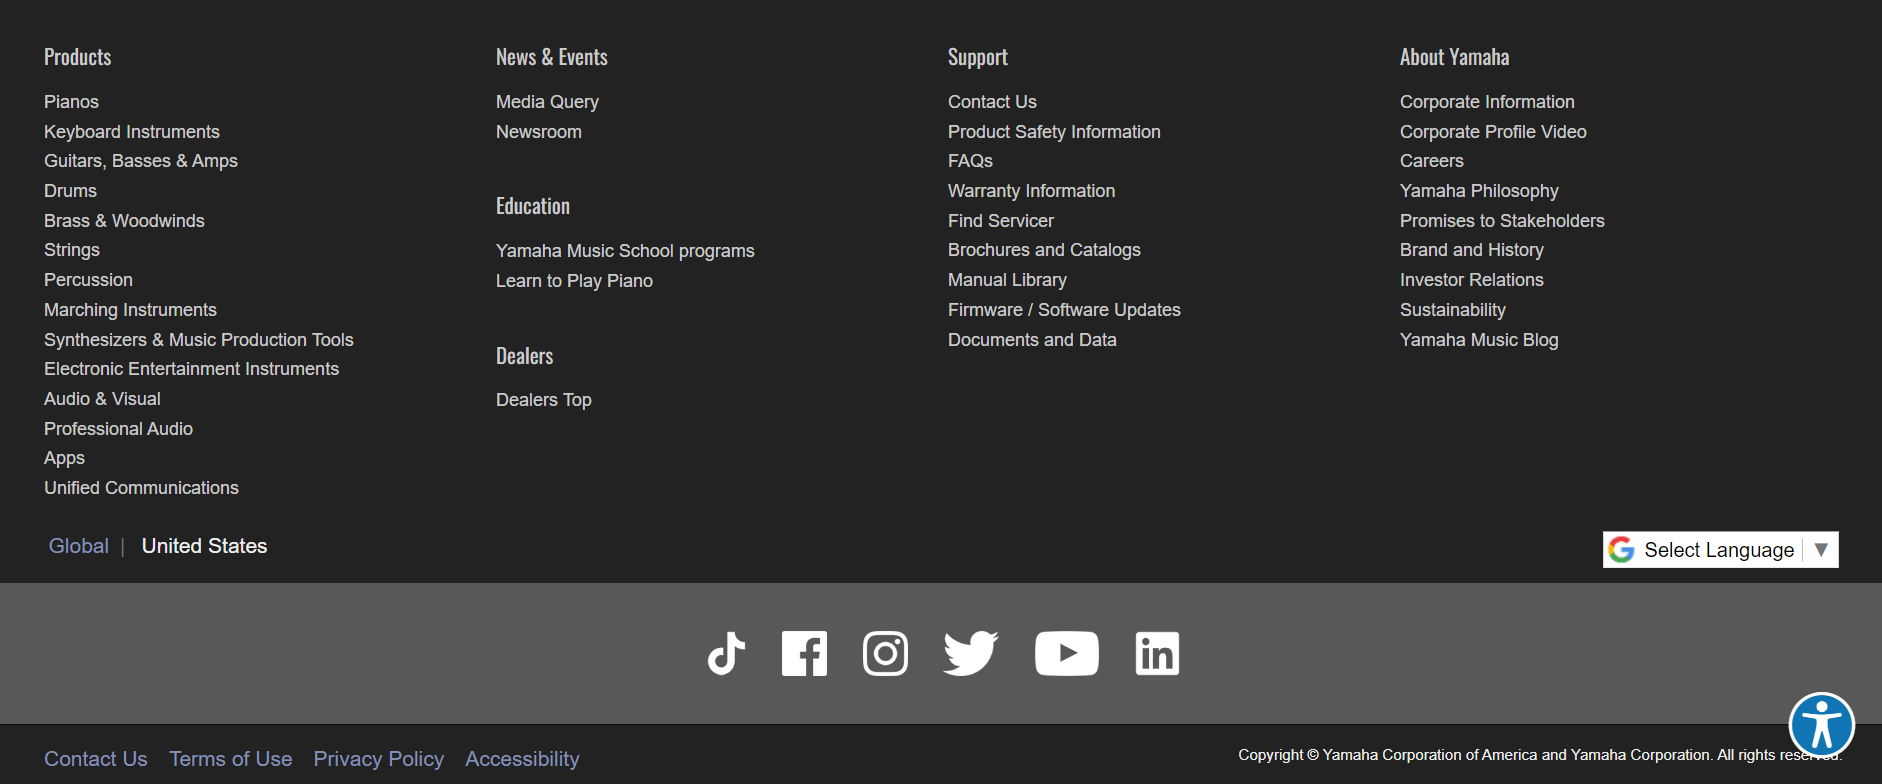 Products
Pianos
Keyboard Instruments
Guitars, Basses & Amps
Drums
Brass & Woodwinds
Strings
Percussion
Marching Instruments
Synthesizers & Music Production Tools
Electronic Entertainment Instruments
Audio & Visual
Professional Audio
Apps
Unified Communications
News & Events
Media Query
Newsroom
Education
Yamaha Music School programs
Learn to Play Piano
Dealers
Dealers Top
Support
Contact Us
Product Safety Information
FAQs
Warranty Information
Find Servicer
Brochures and Catalogs
Manual Library
Firmware / Software Updates
Documents and Data
About Yamaha
Corporate Information
Corporate Profile Video
Careers
Yamaha Philosophy
Promises to Stakeholders
Brand and History
Investor Relations
Sustainability
Yamaha Music Blog
Global | United States
Select Language ▼
Contact Us Terms of Use Privacy Policy Accessibility
Copyright © Yamaha Corporation of America and Yamaha Corporation. All rights reserved.